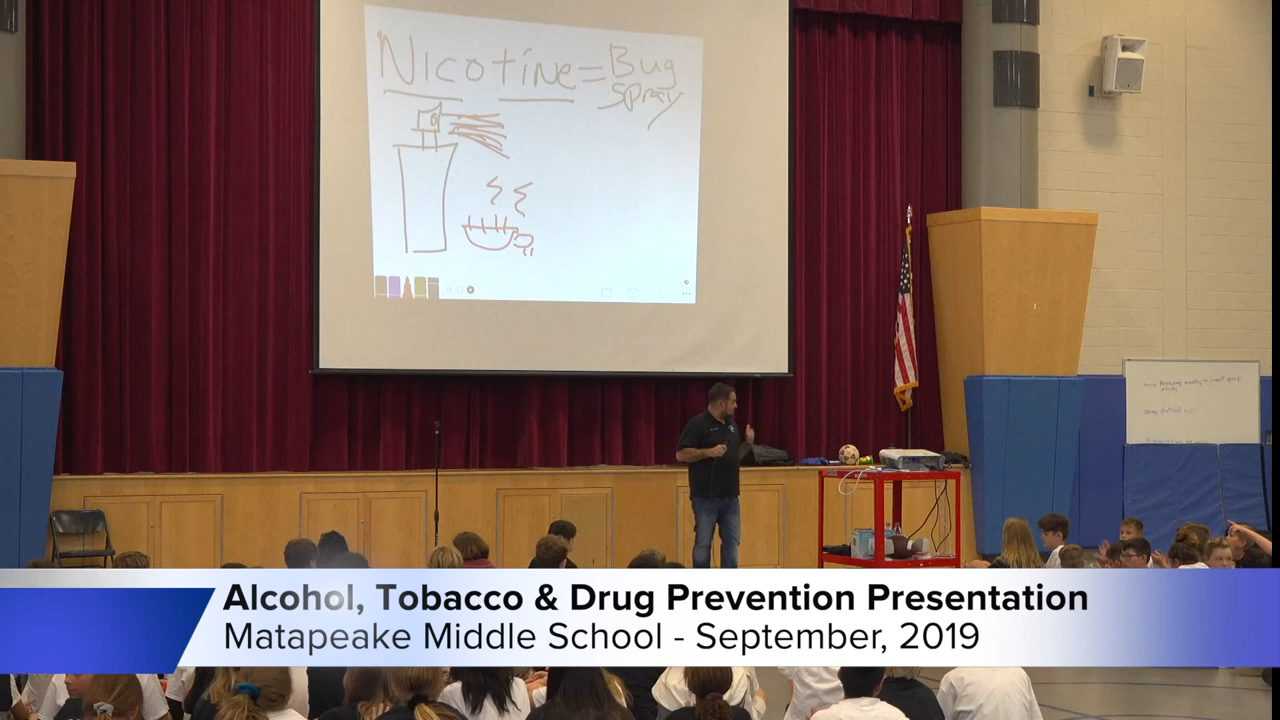 Nicotine = Bug
Spray
Alcohol, Tobacco & Drug Prevention Presentation
Matapeake Middle School - September, 2019